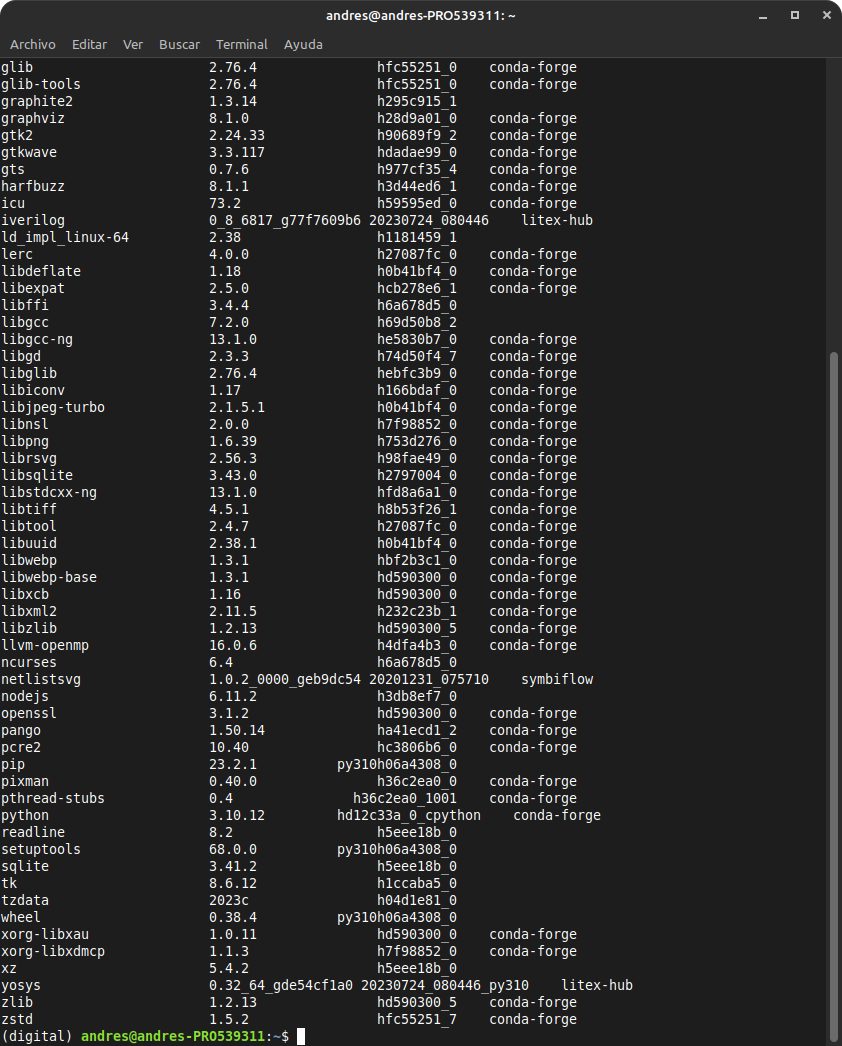 andres@andres-PRO539311: ~
Archivo Editar Ver Buscar Terminal Ayuda
glib 2.76.4 hfc55251_0 conda-forge
glib-tools 2.76.4 hfc55251_0 conda-forge
graphite2 1.3.14 h295c915_1
graphviz 8.1.0 h28d9a01_0 conda-forge
gtk2 2.24.33 h90689f9_2 conda-forge
gtkwave 3.3.117 hdadae99_0 conda-forge
gts 0.7.6 h977cf35_4 conda-forge
harfbuzz 8.1.1 h3d44ed6_1 conda-forge
icu 73.2 h59595ed_0 conda-forge
iverilog 0_8_6817_g77f7609b6 20230724_080446 litex-hub
ld_impl_linux-64 2.38 h1181459_1
lerc 4.0.0 h27087fc_0 conda-forge
libdeflate 1.18 h0b41bf4_0 conda-forge
libexpat 2.5.0 hcb278e6_1 conda-forge
libffi 3.4.4 h6a678d5_0
libgcc 7.2.0 h69d50b8_2
libgcc-ng 13.1.0 he5830b7_0 conda-forge
libgd 2.3.3 h74d50f4_7 conda-forge
libglib 2.76.4 hebfc3b9_0 conda-forge
libiconv 1.17 h166bdaf_0 conda-forge
libjpeg-turbo 2.1.5.1 h0b41bf4_0 conda-forge
libnsl 2.0.0 h7f98852_0 conda-forge
libpng 1.6.39 h753d276_0 conda-forge
librsvg 2.56.3 h98fae49_0 conda-forge
libsqlite 3.43.0 h2797004_0 conda-forge
libstdcxx-ng 13.1.0 hfd8a6a1_0 conda-forge
libtiff 4.5.1 h8b53f26_1 conda-forge
libtool 2.4.7 h27087fc_0 conda-forge
libuuid 2.38.1 h0b41bf4_0 conda-forge
libwebp 1.3.1 hbf2b3c1_0 conda-forge
libwebp-base 1.3.1 hd590300_0 conda-forge
libxcb 1.16 hd590300_0 conda-forge
libxml2 2.11.5 h232c23b_1 conda-forge
libzlib 1.2.13 hd590300_5 conda-forge
llvm-openmp 16.0.6 h4dfa4b3_0 conda-forge
ncurses 6.4 h6a678d5_0
netlistsvg 1.0.2_0000_geb9dc54 20201231_075710 symbiflow
nodejs 6.11.2 h3db8ef7_0
openssl 3.1.2 hd590300_0 conda-forge
pango 1.50.14 ha41ecd1_2 conda-forge
pcre2 10.40 hc3806b6_0 conda-forge
pip 23.2.1 py310h06a4308_0
pixman 0.40.0 h36c2ea0_0 conda-forge
pthread-stubs 0.4 h36c2ea0_1001 conda-forge
python 3.10.12 hd12c33a_0_cpython conda-forge
readline 8.2 h5eee18b_0
setuptools 68.0.0 py310h06a4308_0
sqlite 3.41.2 h5eee18b_0
tk 8.6.12 h1ccaba5_0
tzdata 2023c h04d1e81_0
wheel 0.38.4 py310h06a4308_0
xorg-libxau 1.0.11 hd590300_0 conda-forge
xorg-libxdmcp 1.1.3 h7f98852_0 conda-forge
xz 5.4.2 h5eee18b_0
yosys 0.32_64_gde54cf1a0 20230724_080446_py310 litex-hub
zlib 1.2.13 hd590300_5 conda-forge
zstd 1.5.2 hfc55251_7 conda-forge
(digital) andres@andres-PRO539311:~$